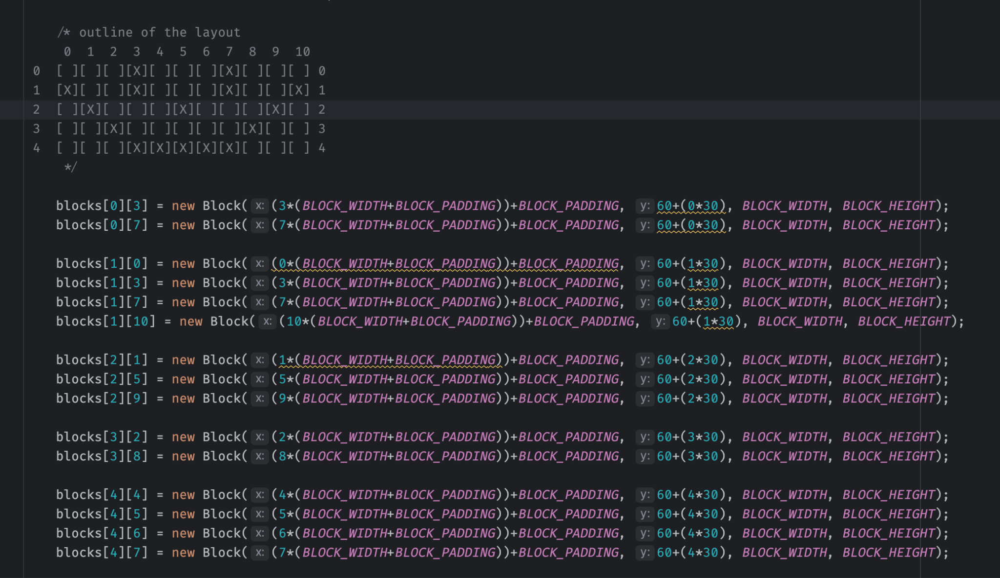 /* outline of the layout
0 1 2 3 4 5 6 7 8 9 10
0 [ ][ ][ ][X][ ][ ][ ][X][ ][ ][ ] 0
1 [X][ ][ ][X][ ][ ][ ][X][ ][ ][X] 1
2 [ ][X][ ][ ][ ][X][ ][ ][ ][X][ ] 2
3 [ ][ ][X][ ][ ][ ][ ][ ][X][ ][ ] 3
4 [ ][ ][ ][X][X][X][X][X][ ][ ][ ] 4
*/
blocks[0][3] = new Block( x: (3*(BLOCK_WIDTH+BLOCK_PADDING))+BLOCK_PADDING, y: 60+(0*30), BLOCK_WIDTH, BLOCK_HEIGHT);
blocks[0][7] = new Block( x: (7*(BLOCK_WIDTH+BLOCK_PADDING))+BLOCK_PADDING, y: 60+(0*30), BLOCK_WIDTH, BLOCK_HEIGHT);
blocks[1][0] = new Block( x: (0*(BLOCK_WIDTH+BLOCK_PADDING))+BLOCK_PADDING, y: 60+(1*30), BLOCK_WIDTH, BLOCK_HEIGHT);
blocks[1][3] = new Block( x: (3*(BLOCK_WIDTH+BLOCK_PADDING))+BLOCK_PADDING, y: 60+(1*30), BLOCK_WIDTH, BLOCK_HEIGHT);
blocks[1][7] = new Block( x: (7*(BLOCK_WIDTH+BLOCK_PADDING))+BLOCK_PADDING, y: 60+(1*30), BLOCK_WIDTH, BLOCK_HEIGHT);
blocks[1][10] = new Block( x: (10*(BLOCK_WIDTH+BLOCK_PADDING))+BLOCK_PADDING, y: 60+(1*30), BLOCK_WIDTH, BLOCK_HEIGHT);
blocks[2][1] = new Block( x: (1*(BLOCK_WIDTH+BLOCK_PADDING))+BLOCK_PADDING, y: 60+(2*30), BLOCK_WIDTH, BLOCK_HEIGHT);
blocks[2][5] = new Block( x: (5*(BLOCK_WIDTH+BLOCK_PADDING))+BLOCK_PADDING, y: 60+(2*30), BLOCK_WIDTH, BLOCK_HEIGHT);
blocks[2][9] = new Block( x: (9*(BLOCK_WIDTH+BLOCK_PADDING))+BLOCK_PADDING, y: 60+(2*30), BLOCK_WIDTH, BLOCK_HEIGHT);
blocks[3][2] = new Block( x: (2*(BLOCK_WIDTH+BLOCK_PADDING))+BLOCK_PADDING, y: 60+(3*30), BLOCK_WIDTH, BLOCK_HEIGHT);
blocks[3][8] = new Block( x: (8*(BLOCK_WIDTH+BLOCK_PADDING))+BLOCK_PADDING, y: 60+(3*30), BLOCK_WIDTH, BLOCK_HEIGHT);
blocks[4][4] = new Block( x: (4*(BLOCK_WIDTH+BLOCK_PADDING))+BLOCK_PADDING, y: 60+(4*30), BLOCK_WIDTH, BLOCK_HEIGHT);
blocks[4][5] = new Block( x: (5*(BLOCK_WIDTH+BLOCK_PADDING))+BLOCK_PADDING, y: 60+(4*30), BLOCK_WIDTH, BLOCK_HEIGHT);
blocks[4][6] = new Block( x: (6*(BLOCK_WIDTH+BLOCK_PADDING))+BLOCK_PADDING, y: 60+(4*30), BLOCK_WIDTH, BLOCK_HEIGHT);
blocks[4][7] = new Block( x: (7*(BLOCK_WIDTH+BLOCK_PADDING))+BLOCK_PADDING, y: 60+(4*30), BLOCK_WIDTH, BLOCK_HEIGHT);